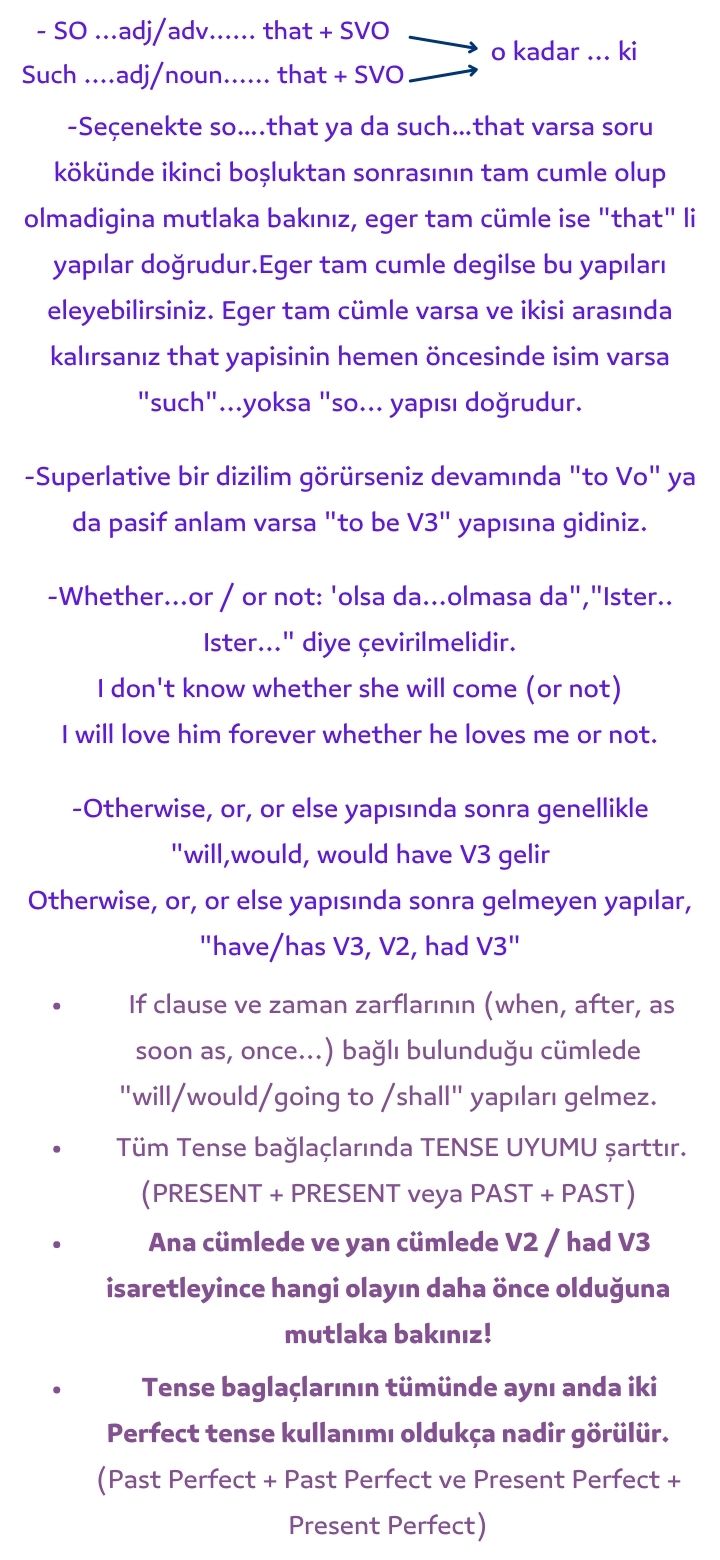 - SO ...adj/adv...... that + SVO
Such ....adj/noun...... that + SVO
o kadar ... ki
-Seçenekte so....that ya da such...that varsa soru
kökünde ikinci boşluktan sonrasının tam cumle olup
olmadigina mutlaka bakınız, eger tam cümle ise "that" li
yapılar doğrudur.Eger tam cumle degilse bu yapıları
eleyebilirsiniz. Eger tam cümle varsa ve ikisi arasında
kalırsanız that yapisinin hemen öncesinde isim varsa
"such"...yoksa "so... yapısı doğrudur.
-Superlative bir dizilim görürseniz devamında "to Vo" ya
da pasif anlam varsa "to be V3" yapısına gidiniz.
-Whether...or / or not: 'olsa da...olmasa da","Ister..
Ister..." diye çevirilmelidir.
I don't know whether she will come (or not)
I will love him forever whether he loves me or not.
-Otherwise, or, or else yapısında sonra genellikle
"will,would, would have V3 gelir
Otherwise, or, or else yapısında sonra gelmeyen yapılar,
"have/has V3, V2, had V3"
• If clause ve zaman zarflarının (when, after, as
soon as, once...) bağlı bulunduğu cümlede
"will/would/going to /shall" yapıları gelmez.
• Tüm Tense bağlaçlarında TENSE UYUMU şarttır.
(PRESENT + PRESENT veya PAST + PAST)
• Ana cümlede ve yan cümlede V2 / had V3
isaretleyince hangi olayın daha önce olduğuna
mutlaka bakınız!
• Tense baglaçlarının tümünde aynı anda iki
Perfect tense kullanımı oldukça nadir görülür.
(Past Perfect + Past Perfect ve Present Perfect +
Present Perfect)